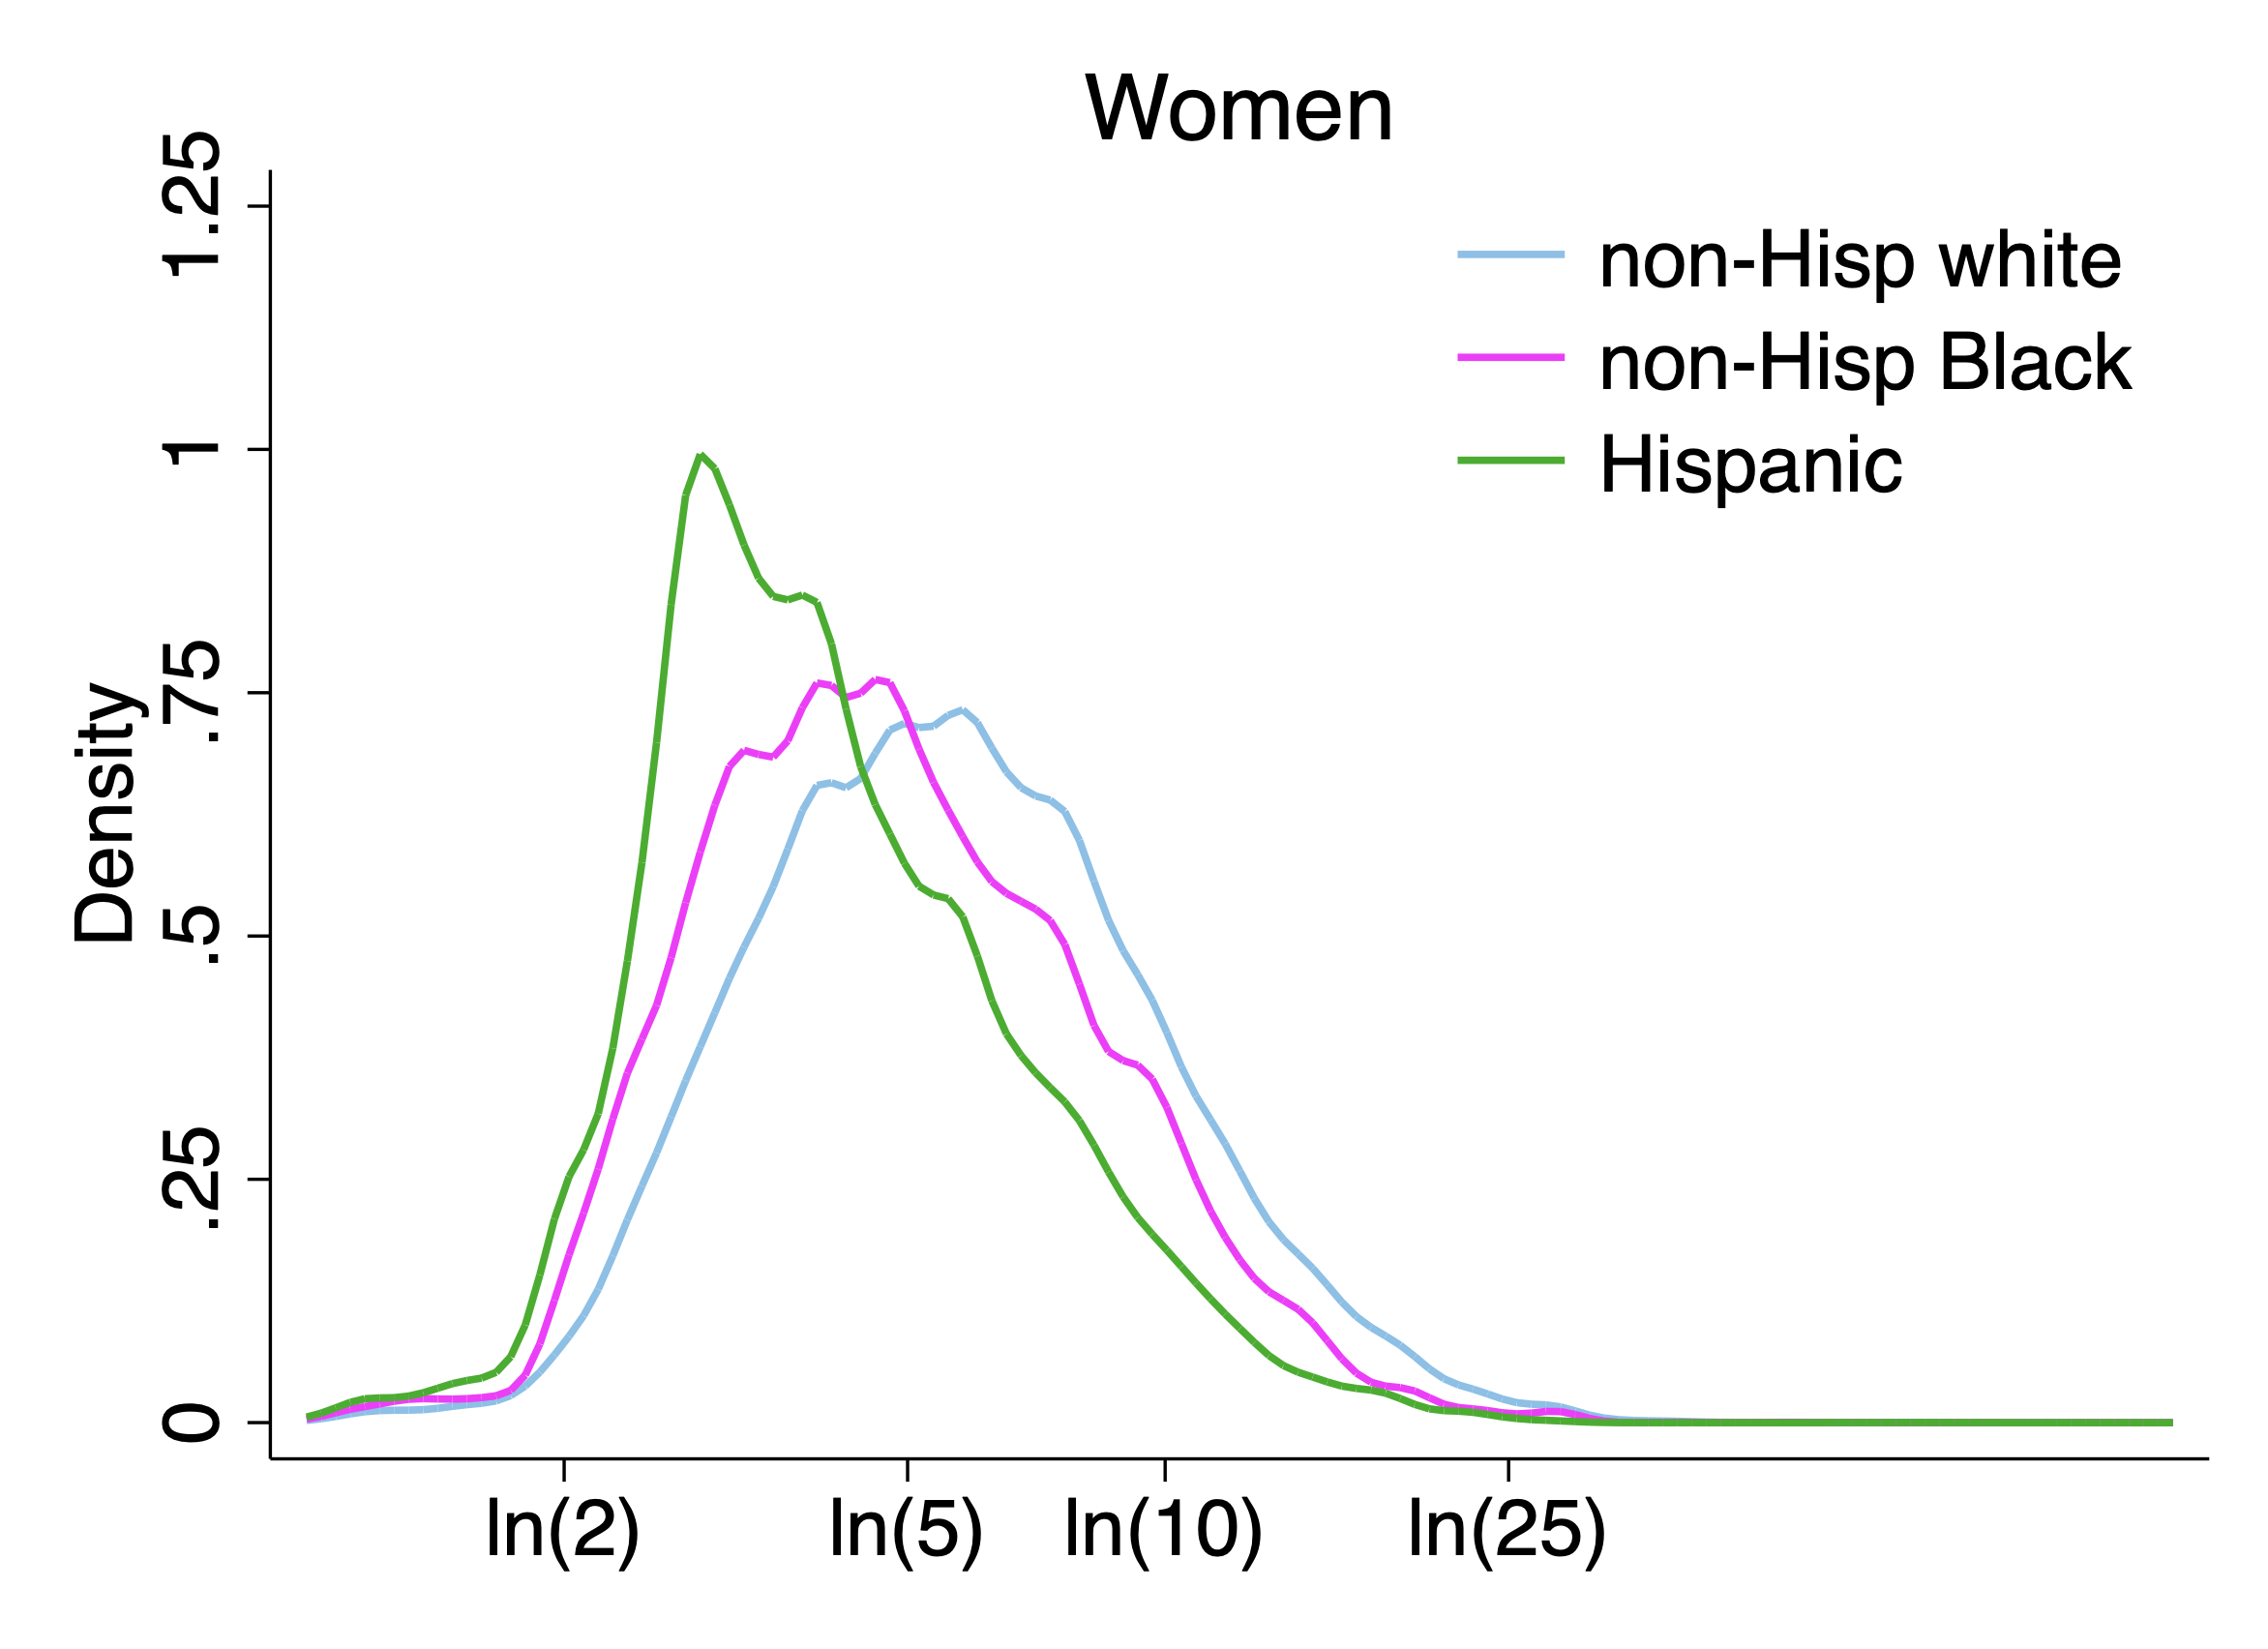 Women
non-Hisp white
non-Hisp Black
Hispanic
Density
1.25
1
.75
.5
.25
0
ln(2)
ln(5)
ln(10)
ln(25)